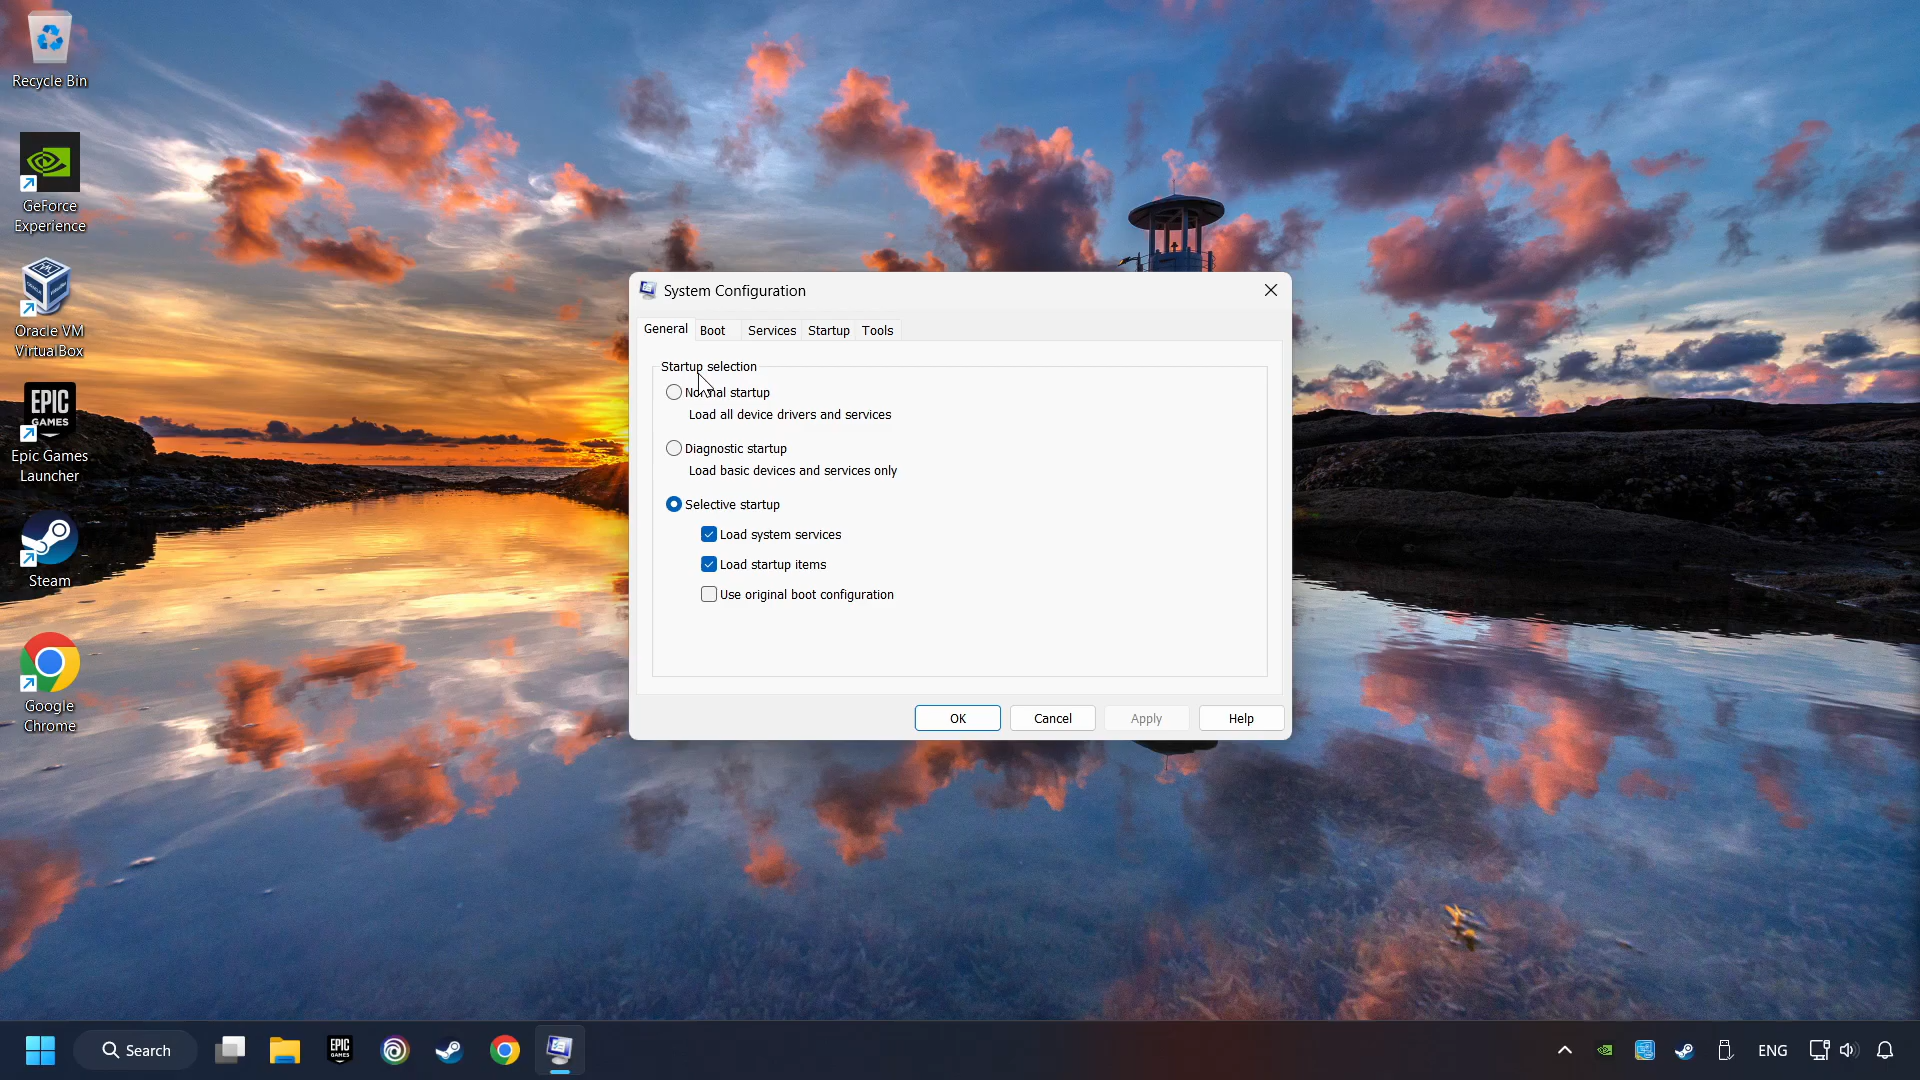 Recycle Bin
GeForce
Experience
Oracle VM
VirtualBox
EPIC
GAMES
Epic Games
Launcher
Steam
Google
Chrome
System Configuration
General Boot Services Startup Tools
Startup selection
Normal startup
Load all device drivers and services
Diagnostic startup
Load basic devices and services only
Selective startup
Load system services
Load startup items
Use original boot configuration
OK Cancel Apply Help
Search
EPIC
GAMES
ENG